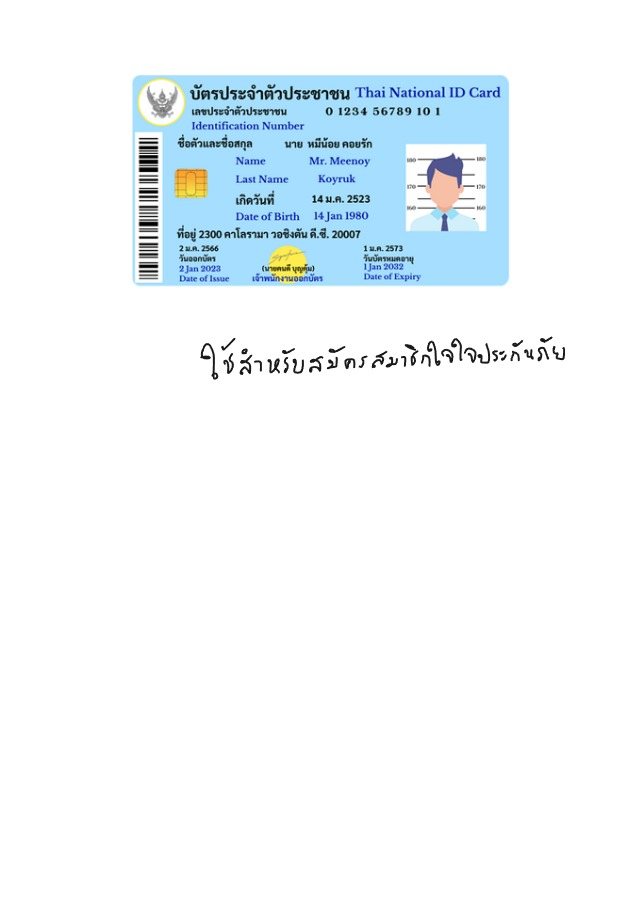 บัตรประจำตัวประชาชน Thai National ID Card
เลขประจำตัวประชาชน 0 1234 56789 10 1
Identification Number
ชื่อตัวและชื่อสกุล นาย หมีน้อย คอยรัก
Name Mr. Meenoy
Last Name Koyruk
เกิดวันที่ 14 ม.ค. 2523
Date of Birth 14 Jan 1980
ที่อยู่ 2300 คาโลรามา วอชิงตัน ดี.ซี. 20007
2 ม.ค. 2566 1 ม.ค. 2573
วันออกบัตร วันบัตรหมดอายุ
2 Jan 2023 (นายคนดี บุญคุ้ม) 1 Jan 2032
Date of Issue เจ้าพนักงานออกบัตร Date of Expiry
180 180
170 170
160 160
ใช้สำหรับสมัครสมาชิกใจใจประกันภัย